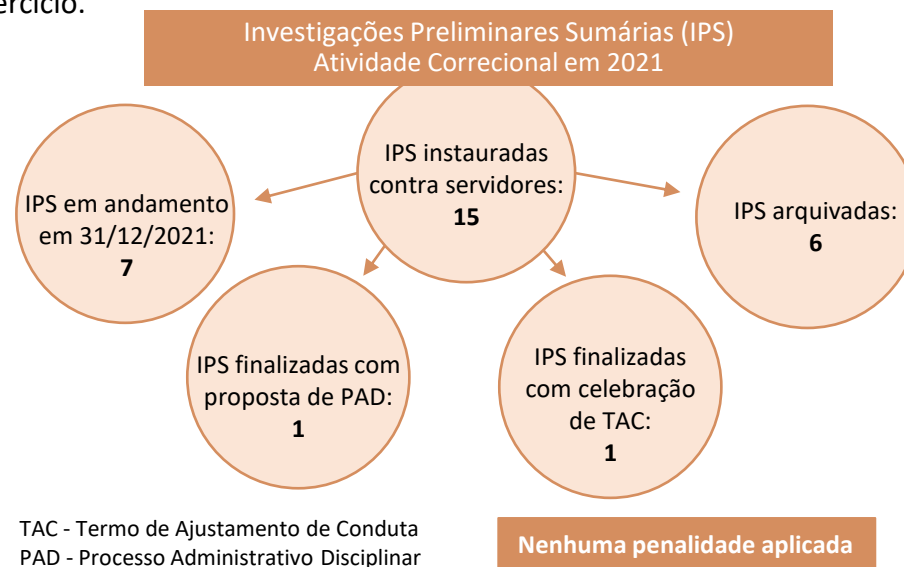 ercício.
Investigações Preliminares Sumárias (IPS)
Atividade Correcional em 2021
IPS instauradas
contra servidores:
15
IPS em andamento
em 31/12/2021:
7
IPS arquivadas:
6
IPS finalizadas com
proposta de PAD:
1
IPS finalizadas
com celebração
de TAC:
1
TAC - Termo de Ajustamento de Conduta
PAD - Processo Administrativo Disciplinar
Nenhuma penalidade aplicada